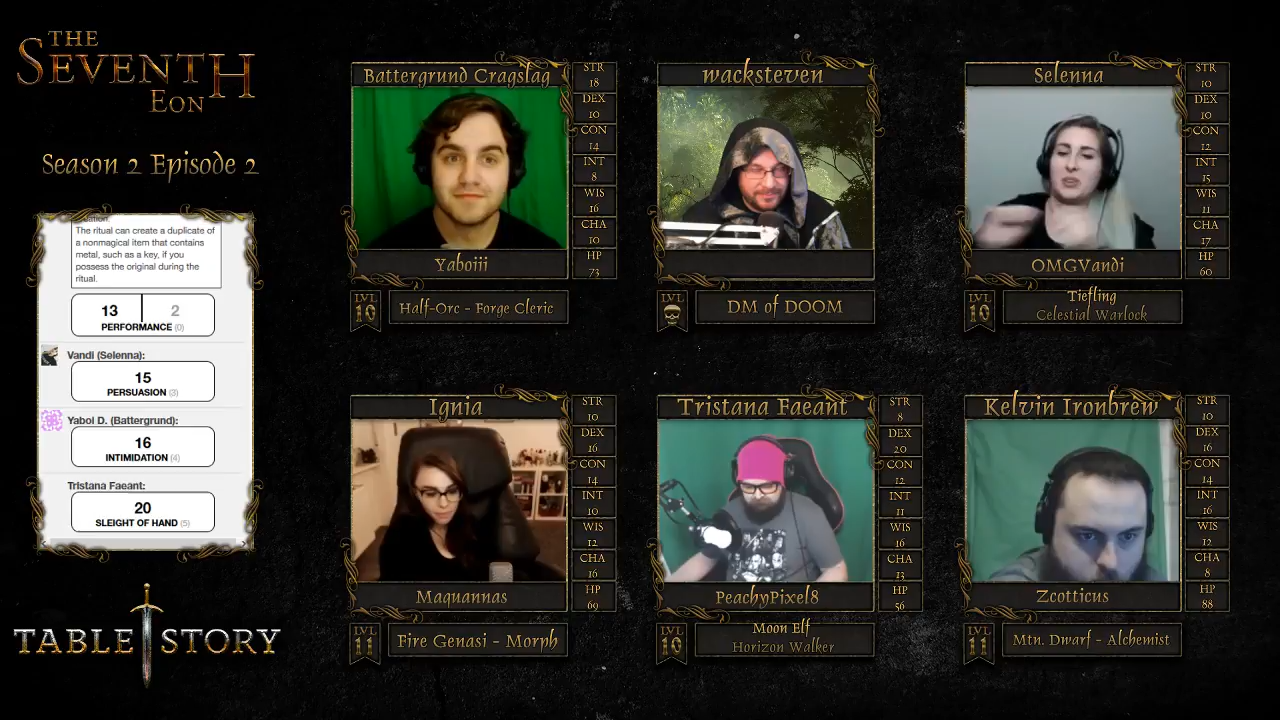 THE
SEVENTH
EON
Season 2 Episode 2
The ritual can create a duplicate of
a nonmagical item that contains
metal, such as a key, if you
possess the original during the
ritual.
13 2
PERFORMANCE (0)
Vandi (Selenna):
15
PERSUASION (3)
Yaboi D. (Battergrund):
16
INTIMIDATION (4)
Tristana Faeant:
20
SLEIGHT OF HAND (5)
TABLE STORY
Battergrund Cragslag
STR
18
DEX
10
CON
14
INT
8
WIS
16
CHA
10
HP
73
Yaboiii
LVL
10
Half-Orc - Forge Cleric
wacksteven
LVL
DM of DOOM
Selenna
STR
10
DEX
10
CON
12
INT
15
WIS
11
CHA
17
HP
60
OMGVandi
LVL
10
Tiefling
Celestial Warlock
Ignia
STR
10
DEX
16
CON
14
INT
10
WIS
12
CHA
16
HP
69
Maquannas
LVL
11
Fire Genasi - Morph
Tristana Faeant
STR
8
DEX
20
CON
12
INT
11
WIS
16
CHA
13
HP
56
PeachyPixel8
LVL
10
Moon Elf
Horizon Walker
Kelvin Ironbrew
STR
10
DEX
16
CON
14
INT
16
WIS
12
CHA
8
HP
88
Zcotticus
LVL
11
Mtn. Dwarf - Alchemist